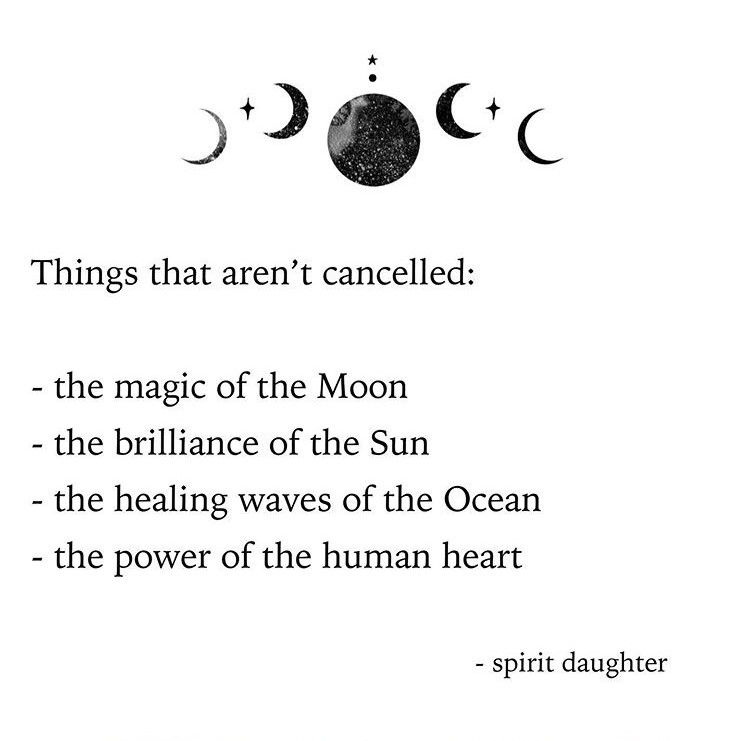 Things that aren’t cancelled:
- the magic of the Moon
- the brilliance of the Sun
- the healing waves of the Ocean
- the power of the human heart
- spirit daughter